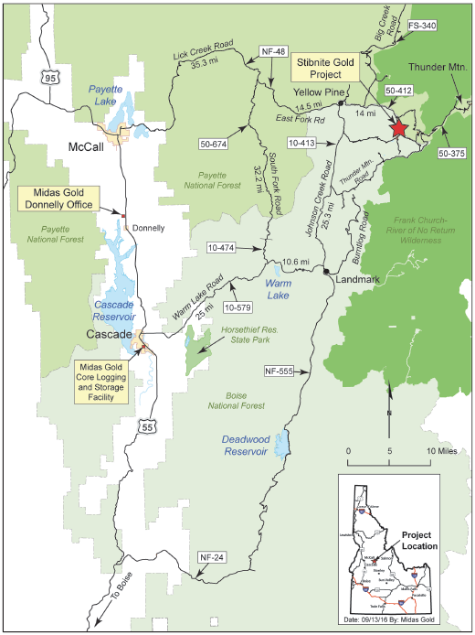 Big Creek
Road
FS-340
Lick Creek Road
35.3 mi
NF-48
Stibnite Gold
Project
Thunder Mtn.
95
Payette
Lake
Yellow Pine
50-412
14.5 mi
East Fork Rd
14 mi
McCall
50-674
10-413
50-375
Payette
National Forest
South Fork Road
32.2 mi
Johnson Creek Road
25.3 mi
Thunder Mtn.
Road
Midas Gold
Donnelly Office
Burntlog Road
Frank Church-
River of No Return
Wilderness
Donnelly
Payette
National Forest
10-474
10.6 mi
Landmark
Warm
Lake
Warm Lake Road
25 mi
10-579
Cascade
Reservoir
Cascade
Horsethief Res.
State Park
Midas Gold
Core Logging
and Storage
Facility
NF-555
Boise
National Forest
55
N
Deadwood
Reservoir
0 5 10 Miles
NF-24
Project
Location
To Boise
Date: 09/13/16 By: Midas Gold